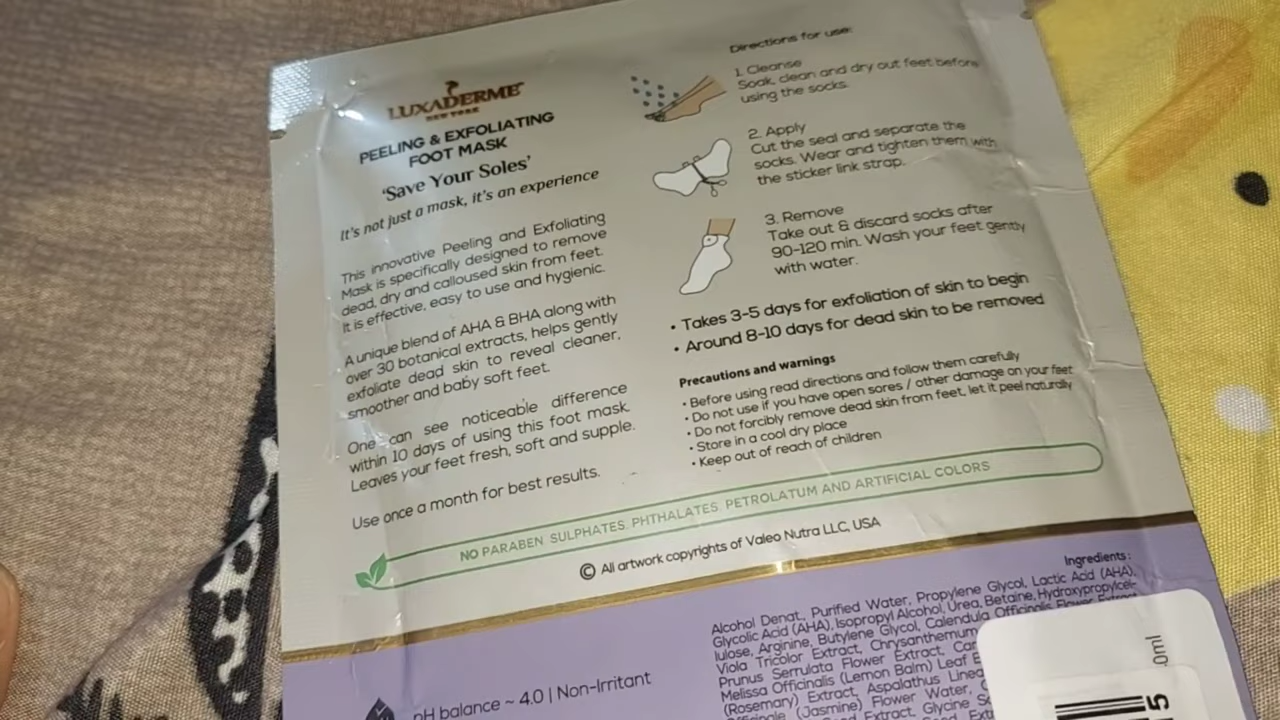 LUXADERME
NEW YORK
PEELING & EXFOLIATING
FOOT MASK
'Save Your Soles'
It's not just a mask, it's an experience
This innovative Peeling and Exfoliating
Mask is specifically designed to remove
dead, dry and calloused skin from feet.
It is effective, easy to use and hygienic.
A unique blend of AHA & BHA along with
over 30 botanical extracts, helps gently
exfoliate dead skin to reveal cleaner,
smoother and baby soft feet.
One can see noticeable difference
within 10 days of using this foot mask.
Leaves your feet fresh, soft and supple.
Use once a month for best results.
Directions for use:
1. Cleanse
Soak, clean and dry out feet before
using the socks.
2. Apply
Cut the seal and separate the
socks. Wear and tighten them with
the sticker link strap.
3. Remove
Take out & discard socks after
90-120 min. Wash your feet gently
with water.
• Takes 3-5 days for exfoliation of skin to begin
• Around 8-10 days for dead skin to be removed
Precautions and warnings
• Before using read directions and follow them carefully
• Do not use if you have open sores / other damage on your feet
• Do not forcibly remove dead skin from feet, let it peel naturally
• Store in a cool dry place
• Keep out of reach of children
NO PARABEN SULPHATES, PHTHALATES, PETROLATUM AND ARTIFICIAL COLORS
© All artwork copyrights of Valeo Nutra LLC, USA
pH balance ~ 4.0 | Non-Irritant
Ingredients:
Alcohol Denat., Purified Water, Propylene Glycol, Lactic Acid (AHA),
Glycolic Acid (AHA), Isopropyl Alcohol, Urea, Betaine, Hydroxypropylcel-
lulose, Arginine, Butylene Glycol, Calendula Officinalis Flower Extract,
Viola Tricolor Extract, Chrysanthemum
Prunus Serrulata Flower Extract,
Melissa Officinalis (Lemon Balm) Leaf
(Rosemary) Extract, Aspalathus
(Jasmine) Flower Water,
Extract, Glycine
0ml
5